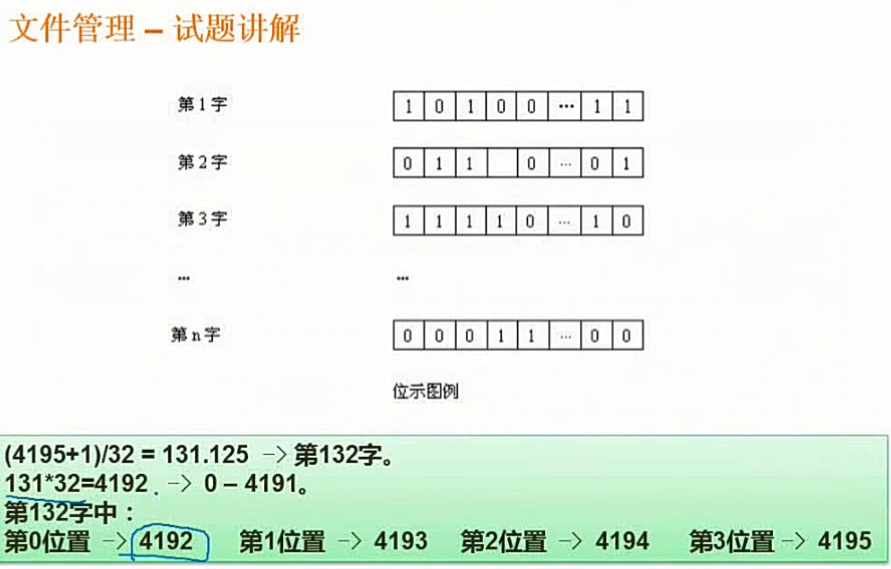 文件管理 – 试题讲解
第 1 字 1 0 1 0 0 ··· 1 1
第 2 字 0 1 1 0 ··· 0 1
第 3 字 1 1 1 1 0 ··· 1 0
··· ···
第 n 字 0 0 0 1 1 ··· 0 0
位示图例
(4195+1)/32 = 131.125 –> 第132字。
131*32=4192 . –> 0 – 4191。
第132字中：
第0位置 –> 4192 第1位置 –> 4193 第2位置 –> 4194 第3位置 –> 4195